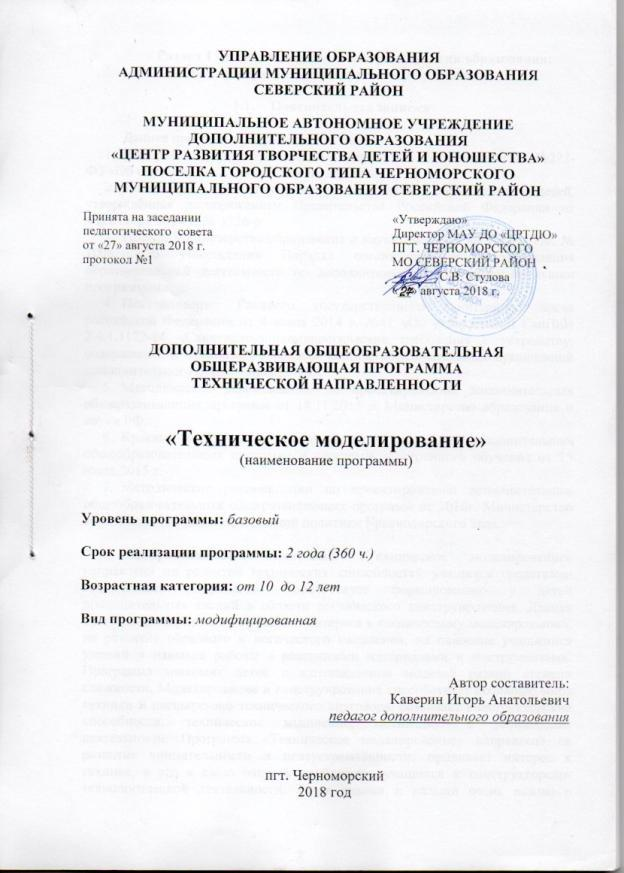 УПРАВЛЕНИЕ ОБРАЗОВАНИЯ
АДМИНИСТРАЦИИ МУНИЦИПАЛЬНОГО ОБРАЗОВАНИЯ
СЕВЕРСКИЙ РАЙОН
МУНИЦИПАЛЬНОЕ АВТОНОМНОЕ УЧРЕЖДЕНИЕ
ДОПОЛНИТЕЛЬНОГО ОБРАЗОВАНИЯ
«ЦЕНТР РАЗВИТИЯ ТВОРЧЕСТВА ДЕТЕЙ И ЮНОШЕСТВА»
ПОСЕЛКА ГОРОДСКОГО ТИПА ЧЕРНОМОРСКОГО
МУНИЦИПАЛЬНОГО ОБРАЗОВАНИЯ СЕВЕРСКИЙ РАЙОН
Принята на заседании
педагогического совета
от «27» августа 2018 г.
протокол №1
«Утверждаю»
Директор МАУ ДО «ЦРТДЮ»
ПГТ. ЧЕРНОМОРСКОГО
МО СЕВЕРСКИЙ РАЙОН
С.В. Стулова
«27» августа 2018 г.
ДОПОЛНИТЕЛЬНАЯ ОБЩЕОБРАЗОВАТЕЛЬНАЯ
ОБЩЕРАЗВИВАЮЩАЯ ПРОГРАММА
ТЕХНИЧЕСКОЙ НАПРАВЛЕННОСТИ
«Техническое моделирование»
(наименование программы)
Уровень программы: базовый
Срок реализации программы: 2 года (360 ч.)
Возрастная категория: от 10 до 12 лет
Вид программы: модифицированная
Автор составитель:
Каверин Игорь Анатольевич
педагог дополнительного образования
пгт. Черноморский
2018 год